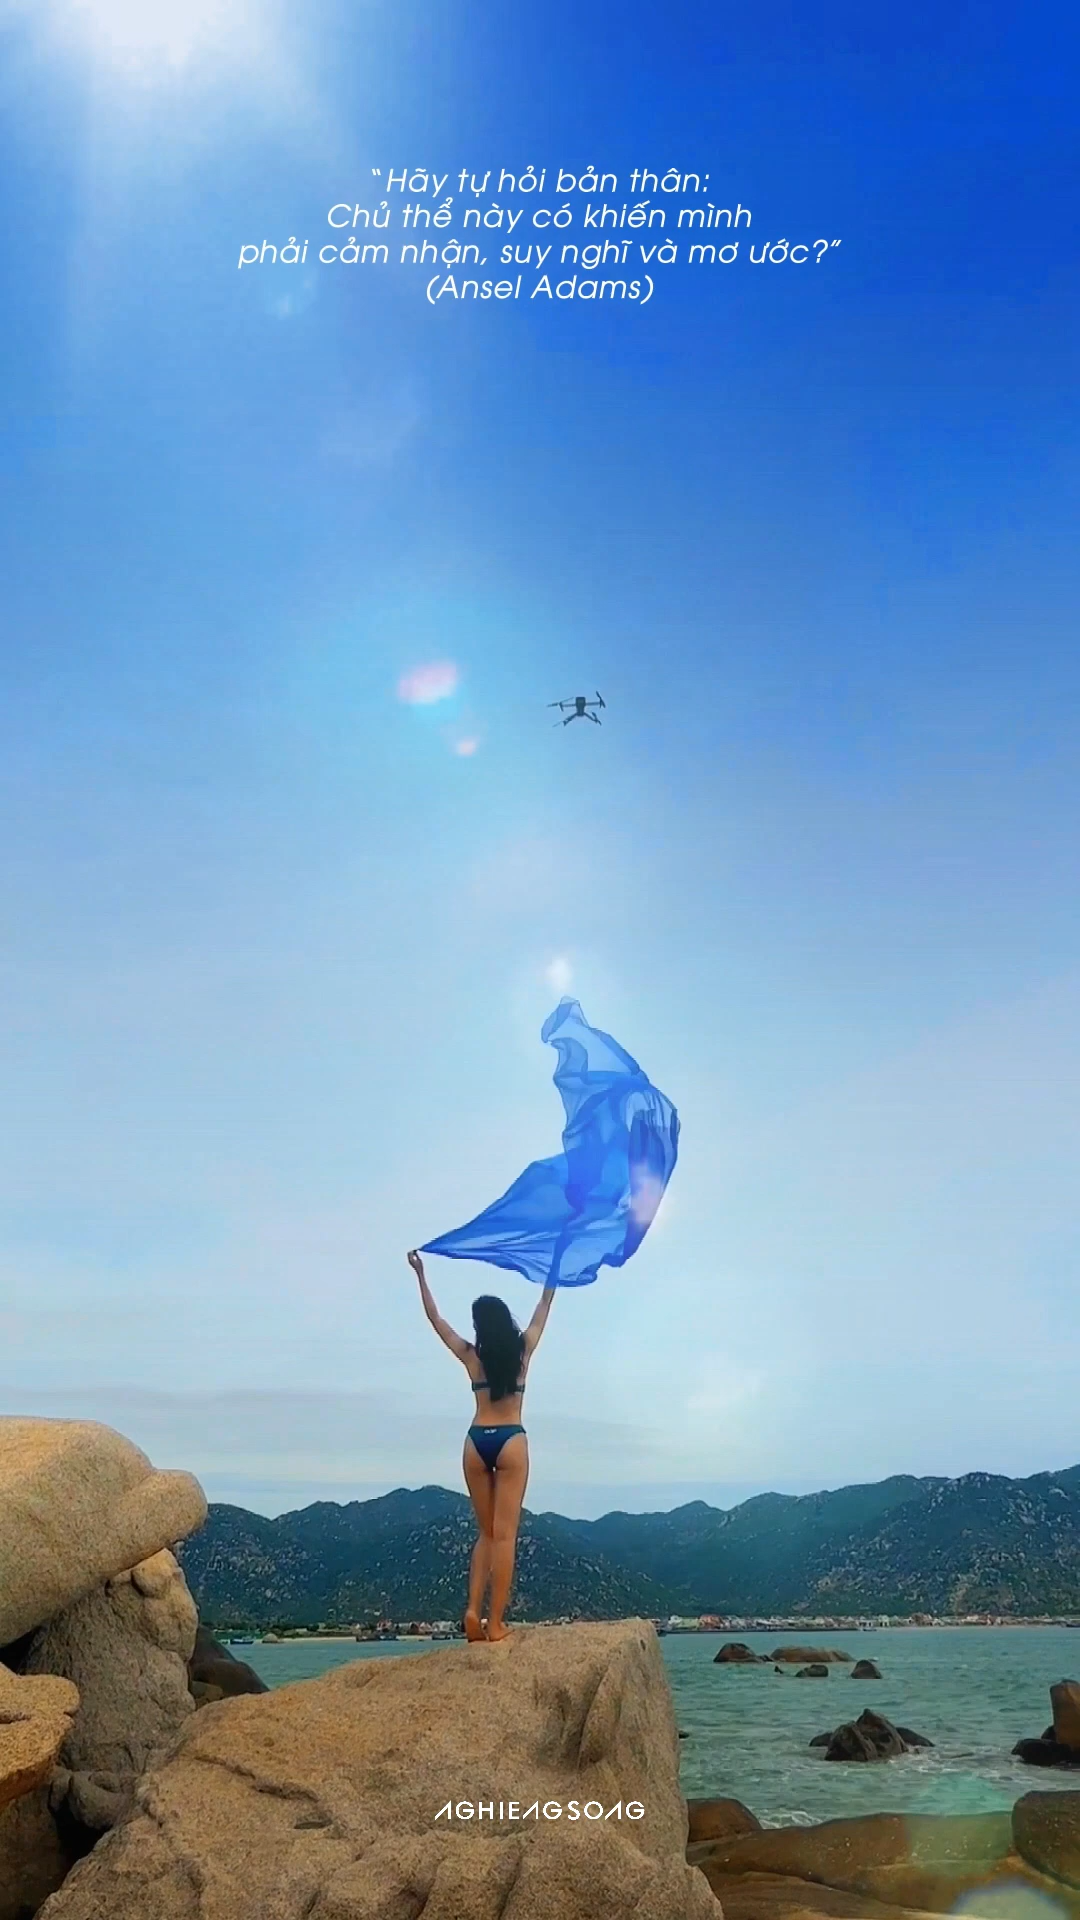 “Hãy tự hỏi bản thân:
Chủ thể này có khiến mình
phải cảm nhận, suy nghĩ và mơ ước?”
(Ansel Adams)
AGHIEAGSOAG